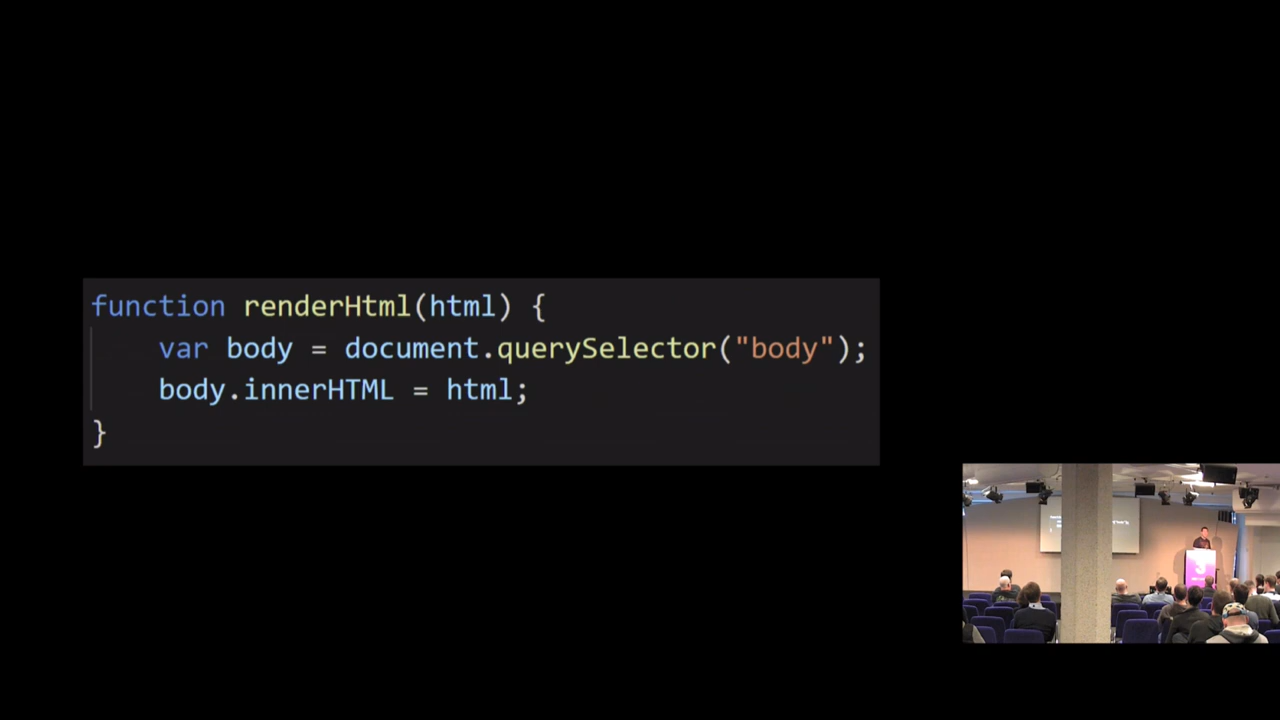 function renderHtml(html) {
    var body = document.querySelector("body");
    body.innerHTML = html;
}